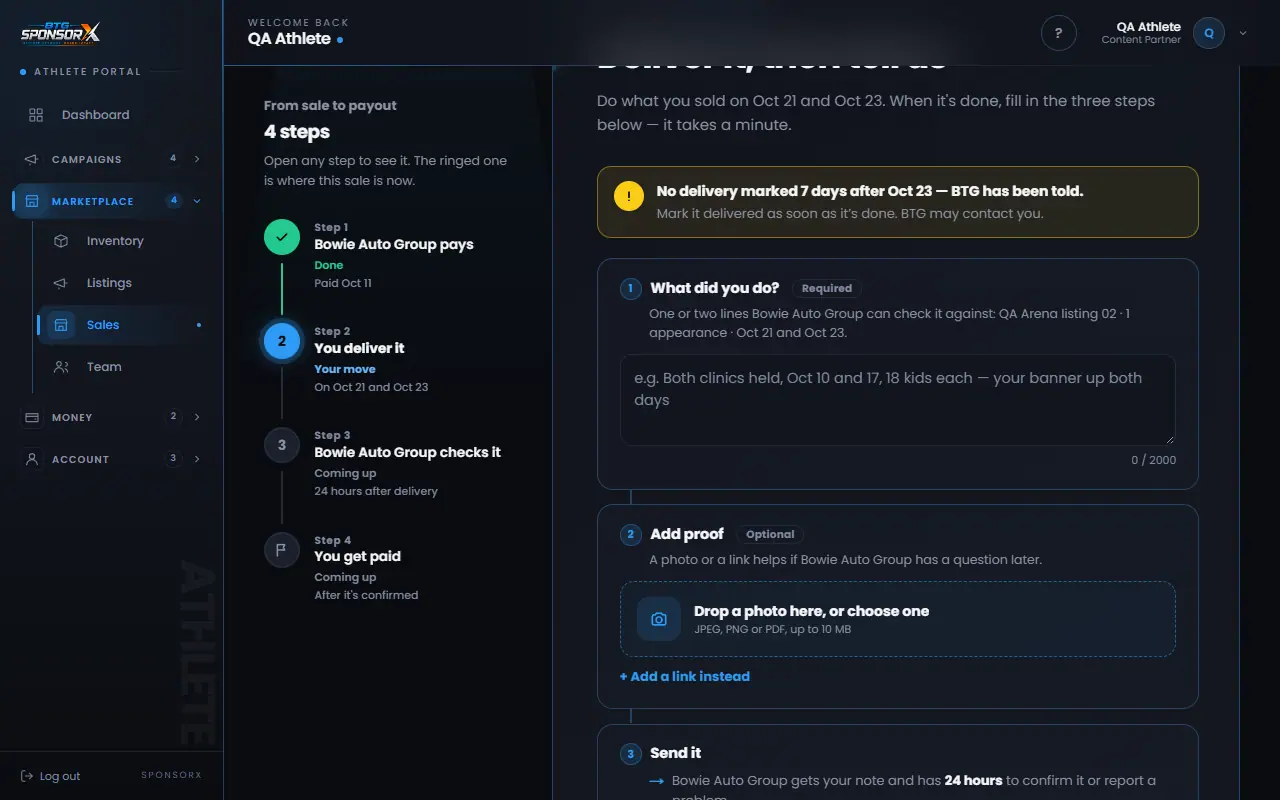 BTG
SPONSORX
ATHLETE PORTAL
Dashboard
CAMPAIGNS 4
MARKETPLACE 4
Inventory
Listings
Sales
Team
MONEY 2
ACCOUNT 3
ATHLETE
Log out
SPONSORX
WELCOME BACK
QA Athlete
?
QA Athlete
Content Partner
Q
From sale to payout
4 steps
Open any step to see it. The ringed one
is where this sale is now.
Step 1
Bowie Auto Group pays
Done
Paid Oct 11
2
Step 2
You deliver it
Your move
On Oct 21 and Oct 23
3
Step 3
Bowie Auto Group checks it
Coming up
24 hours after delivery
Step 4
You get paid
Coming up
After it's confirmed
Do what you sold on Oct 21 and Oct 23. When it's done, fill in the three steps
below — it takes a minute.
!
No delivery marked 7 days after Oct 23 — BTG has been told.
Mark it delivered as soon as it's done. BTG may contact you.
1 What did you do? Required
One or two lines Bowie Auto Group can check it against: QA Arena listing 02 · 1
appearance · Oct 21 and Oct 23.
e.g. Both clinics held, Oct 10 and 17, 18 kids each — your banner up both
days
0 / 2000
2 Add proof Optional
A photo or a link helps if Bowie Auto Group has a question later.
Drop a photo here, or choose one
JPEG, PNG or PDF, up to 10 MB
+ Add a link instead
3 Send it
→ Bowie Auto Group gets your note and has 24 hours to confirm it or report a
problem